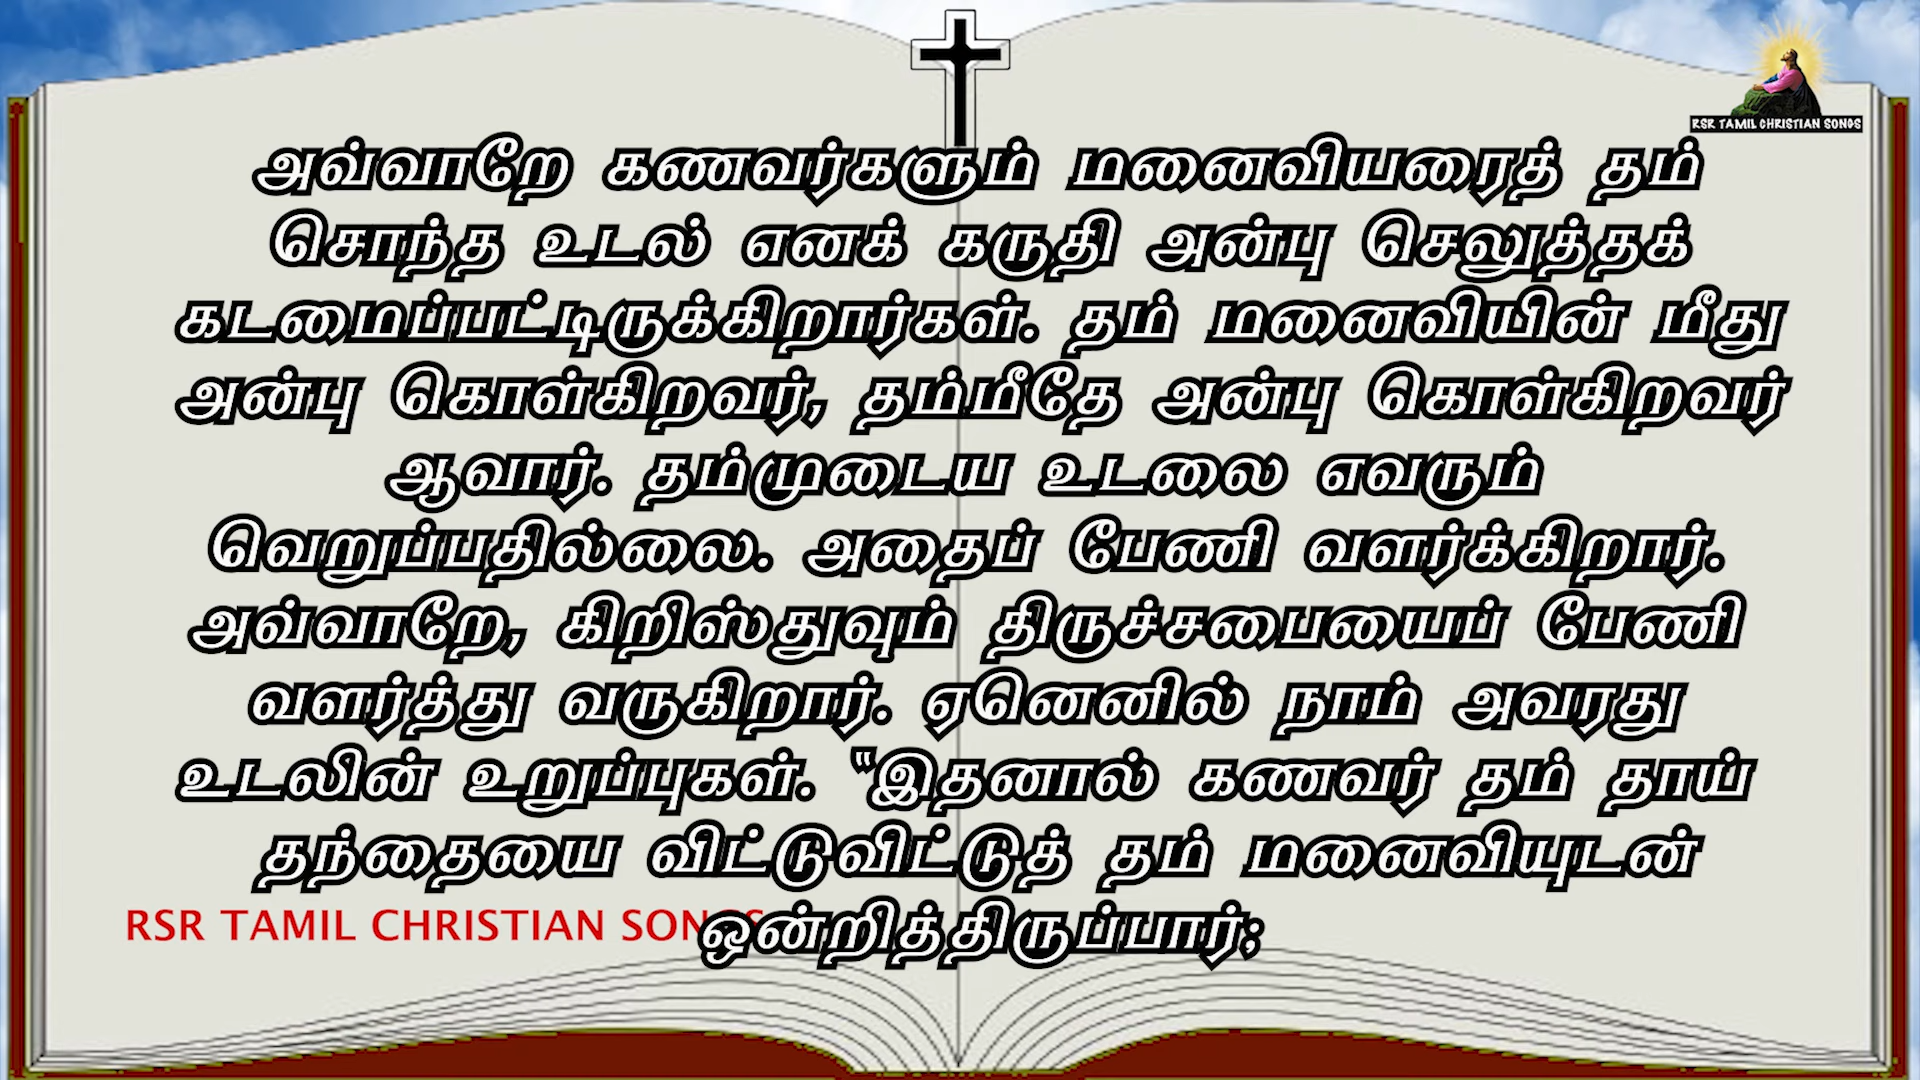 RSR TAMIL CHRISTIAN SONGS
அவ்வாறே கணவர்களும் மனைவியரைத் தம்
சொந்த உடல் எனக் கருதி அன்பு செலுத்தக்
கடமைப்பட்டிருக்கிறார்கள். தம் மனைவியின் மீது
அன்பு கொள்கிறவர், தம்மீதே அன்பு கொள்கிறவர்
ஆவார். தம்முடைய உடலை எவரும்
வெறுப்பதில்லை. அதைப் பேணி வளர்க்கிறார்.
அவ்வாறே, கிறிஸ்துவும் திருச்சபையைப் பேணி
வளர்த்து வருகிறார். ஏனெனில் நாம் அவரது
உடலின் உறுப்புகள். "இதனால் கணவர் தம் தாய்
தந்தையை விட்டுவிட்டுத் தம் மனைவியுடன்
ஒன்றித்திருப்பார்;
RSR TAMIL CHRISTIAN SONGS